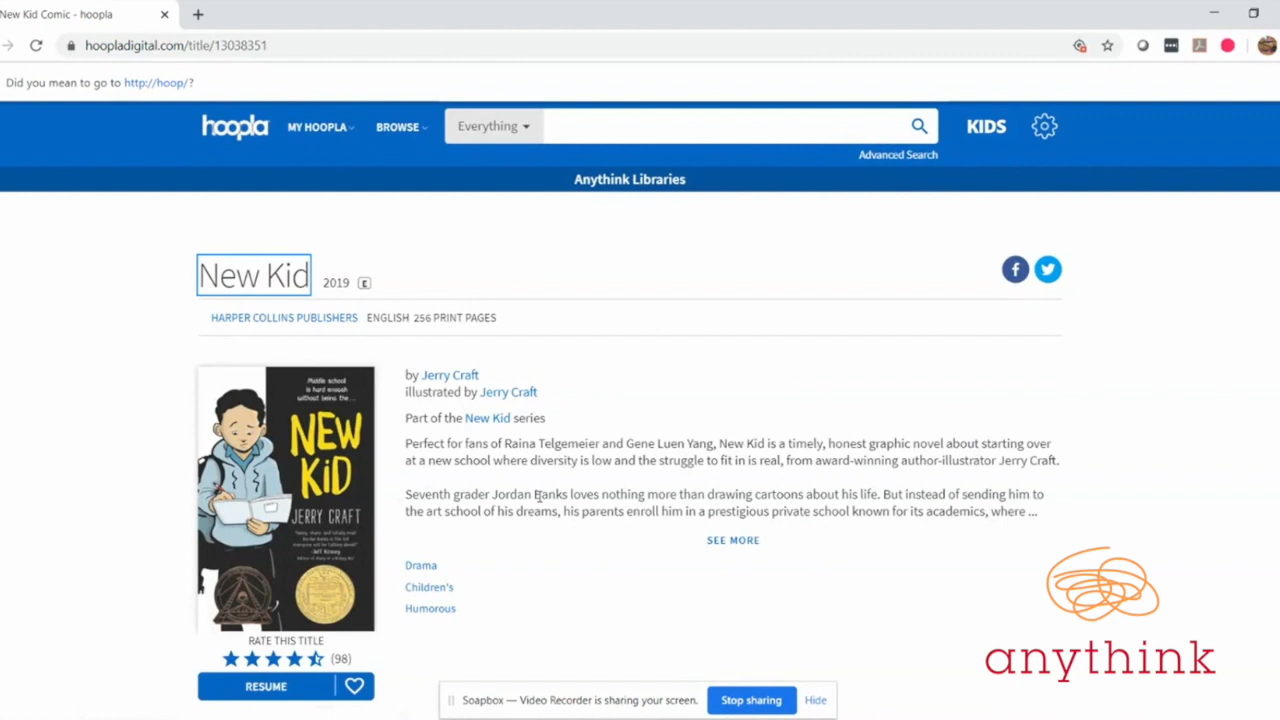 New Kid Comic - hoopla
hoopladigital.com/title/13038351
Did you mean to go to http://hoop/?
hoopla MY HOOPLA BROWSE Everything KIDS
Advanced Search
Anythink Libraries
New Kid 2019 E
HARPER COLLINS PUBLISHERS ENGLISH 256 PRINT PAGES
Middle school
is hard enough
without being the...
NEW
KID
JERRY CRAFT
by Jerry Craft
illustrated by Jerry Craft
Part of the New Kid series
Perfect for fans of Raina Telgemeier and Gene Luen Yang, New Kid is a timely, honest graphic novel about starting over
at a new school where diversity is low and the struggle to fit in is real, from award-winning author-illustrator Jerry Craft.
Seventh grader Jordan Banks loves nothing more than drawing cartoons about his life. But instead of sending him to
the art school of his dreams, his parents enroll him in a prestigious private school known for its academics, where ...
SEE MORE
Drama
Children's
Humorous
RATE THIS TITLE
(98)
RESUME
anythink
Soapbox — Video Recorder is sharing your screen. Stop sharing Hide